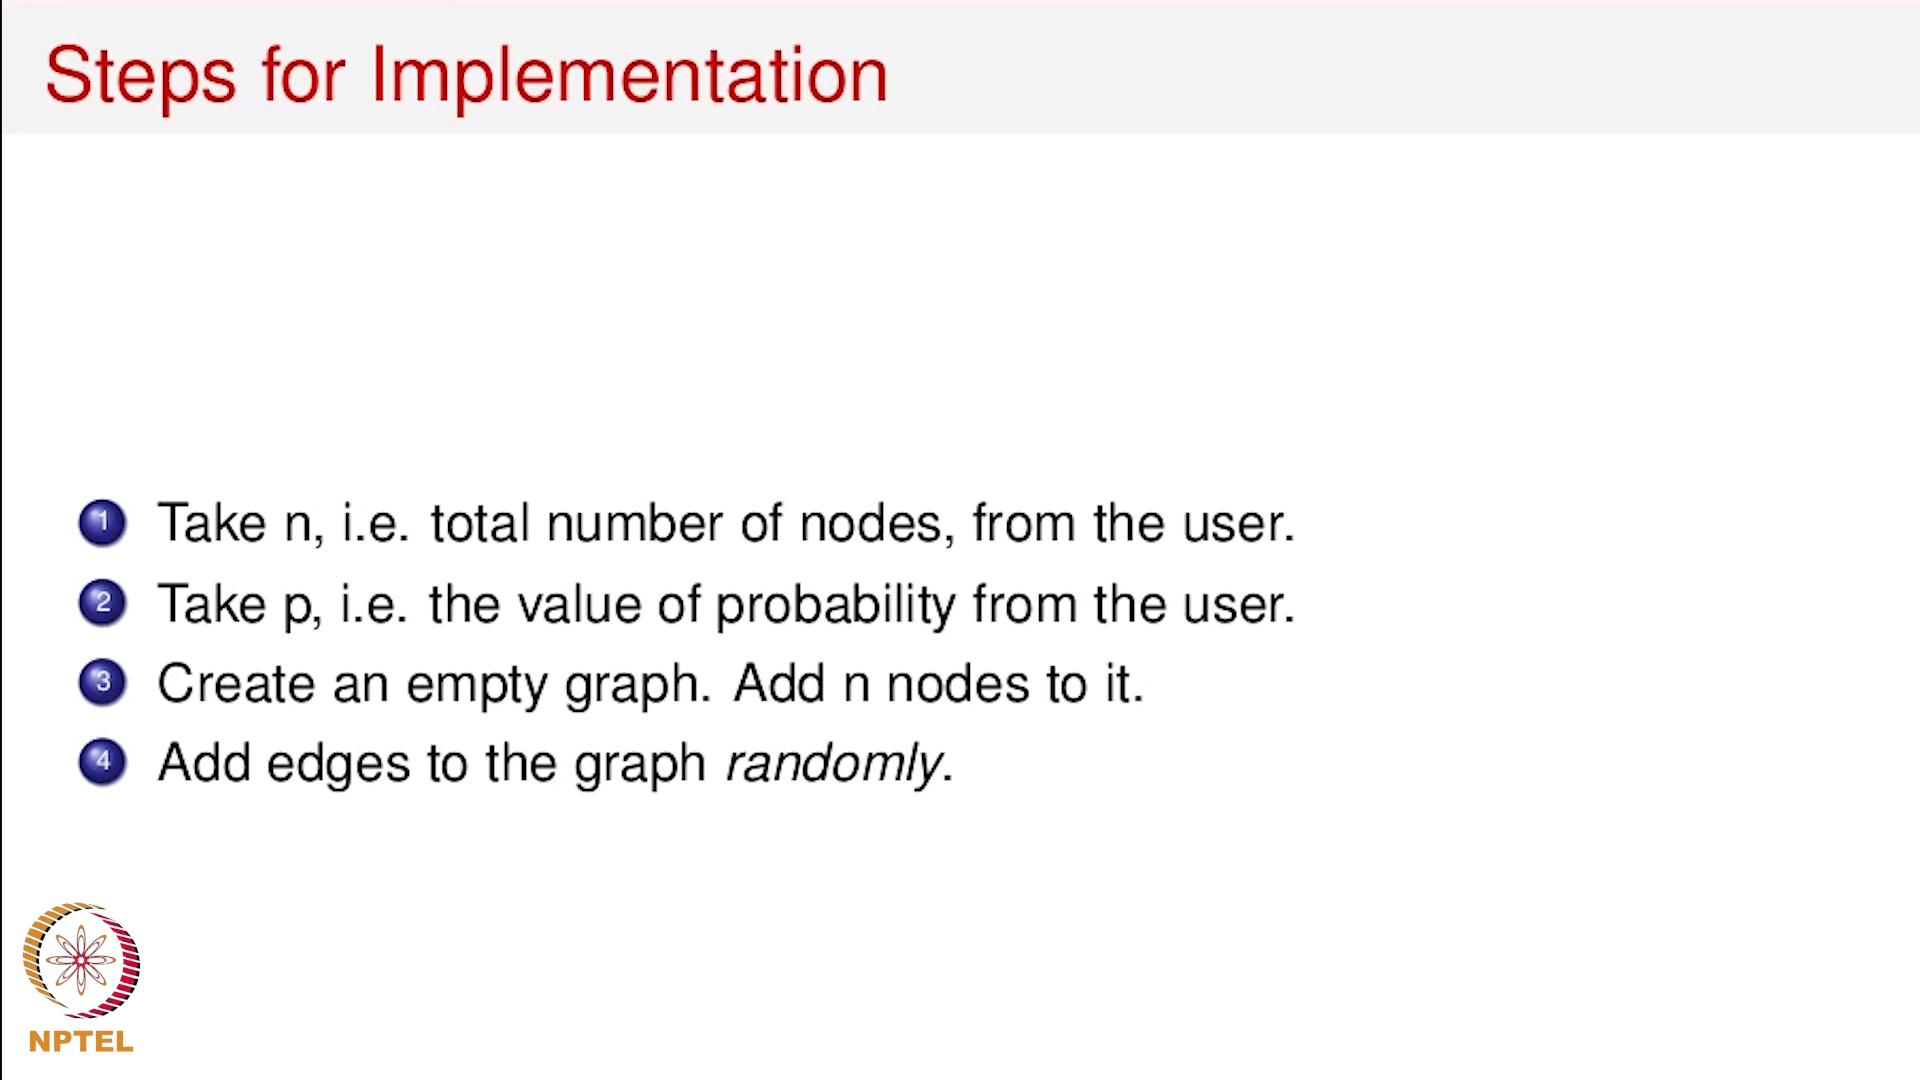 Steps for Implementation
1 Take n, i.e. total number of nodes, from the user.
2 Take p, i.e. the value of probability from the user.
3 Create an empty graph. Add n nodes to it.
4 Add edges to the graph randomly.
NPTEL